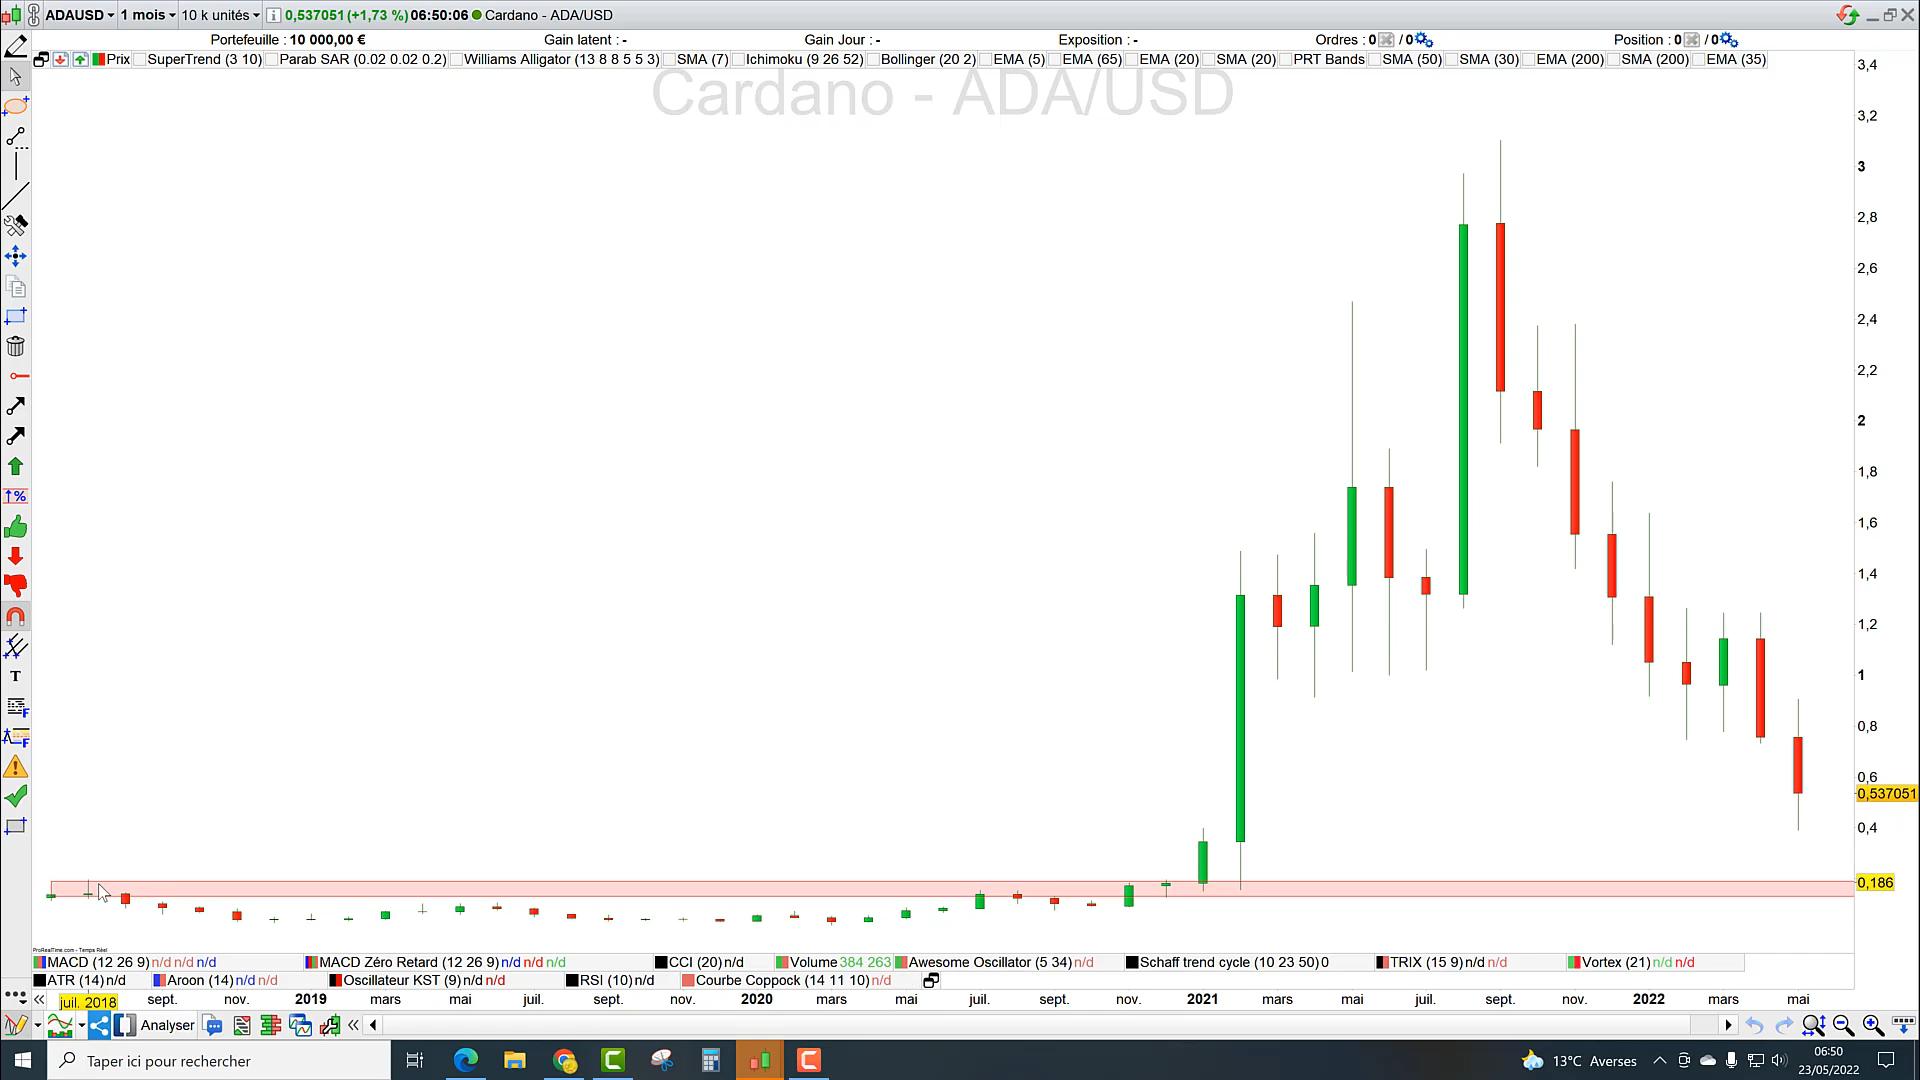 ADAUSD 1 mois 10 k unités 0,537051 (+1,73 %) 06:50:06 Cardano - ADA/USD
Portefeuille : 10 000,00 € Gain latent : - Gain Jour : - Exposition : - Ordres : 0 / 0 Position : 0 / 0
Prix SuperTrend (3 10) Parab SAR (0.02 0.02 0.2) Williams Alligator (13 8 8 5 5 3) SMA (7) Ichimoku (9 26 52) Bollinger (20 2) EMA (5) EMA (65) EMA (20) SMA (20) PRT Bands SMA (50) SMA (30) EMA (200) SMA (200) EMA (35)
Cardano - ADA/USD
3,4
3,2
3
2,8
2,6
2,4
2,2
2
1,8
1,6
1,4
1,2
1
0,8
0,6
0,537051
0,4
0,186
ProRealTime.com - Temps Réel
MACD (12 26 9) n/d n/d n/d MACD Zéro Retard (12 26 9) n/d n/d n/d CCI (20) n/d Volume 384 263 Awesome Oscillator (5 34) n/d Schaff trend cycle (10 23 50) 0 TRIX (15 9) n/d n/d Vortex (21) n/d n/d
ATR (14) n/d Aroon (14) n/d n/d Oscillateur KST (9) n/d n/d RSI (10) n/d Courbe Coppock (14 11 10) n/d
juil. 2018 sept. nov. 2019 mars mai juil. sept. nov. 2020 mars mai juil. sept. nov. 2021 mars mai juil. sept. nov. 2022 mars mai
Analyser
Taper ici pour rechercher 13°C Averses 06:50
23/05/2022